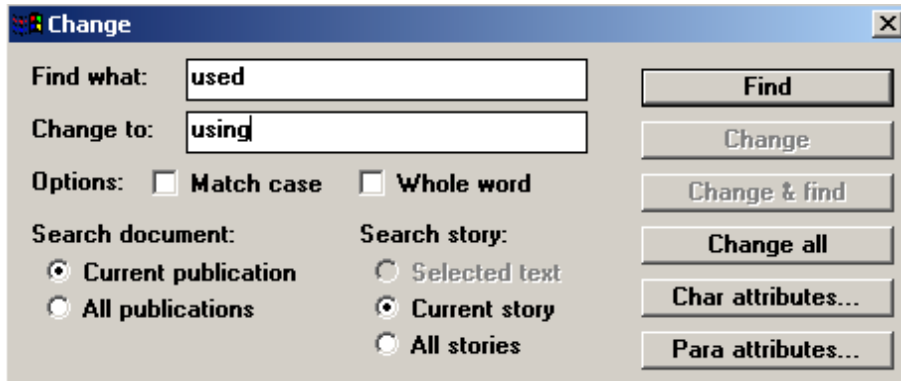 Change
Find what: used
Change to: using
Options: Match case Whole word
Search document:
Current publication
All publications
Search story:
Selected text
Current story
All stories
Find
Change
Change & find
Change all
Char attributes...
Para attributes...